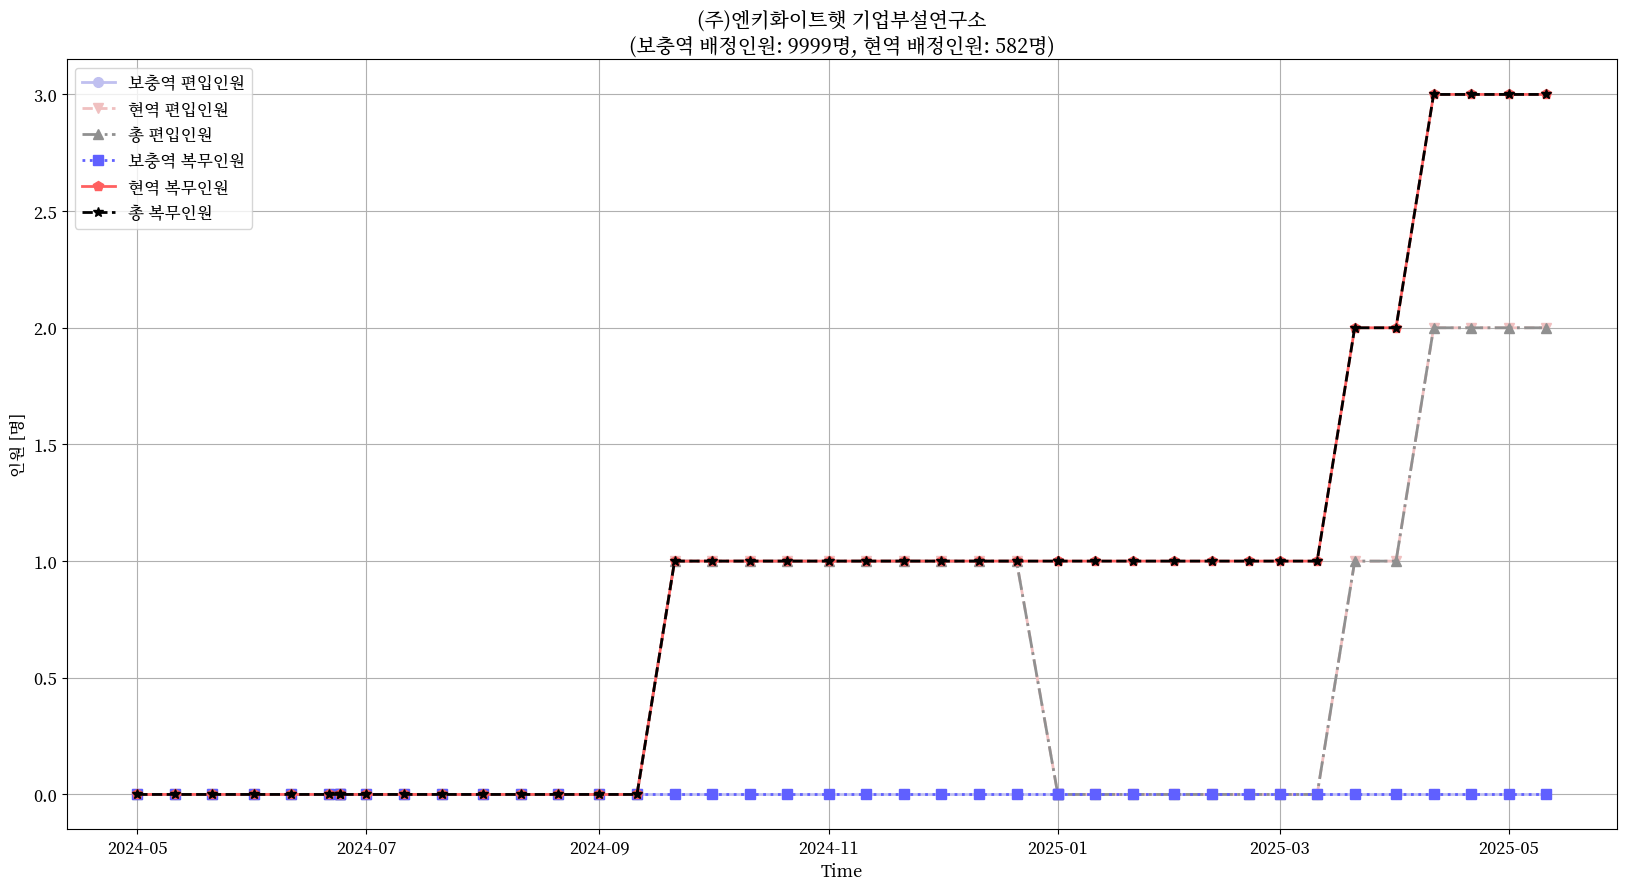 (주)엔키화이트햇 기업부설연구소
(보충역 배정인원: 9999명, 현역 배정인원: 582명)
보충역 편입인원
현역 편입인원
총 편입인원
보충역 복무인원
현역 복무인원
총 복무인원
3.0
2.5
2.0
1.5
1.0
0.5
0.0
인원 [명]
2024-05
2024-07
2024-09
2024-11
2025-01
2025-03
2025-05
Time